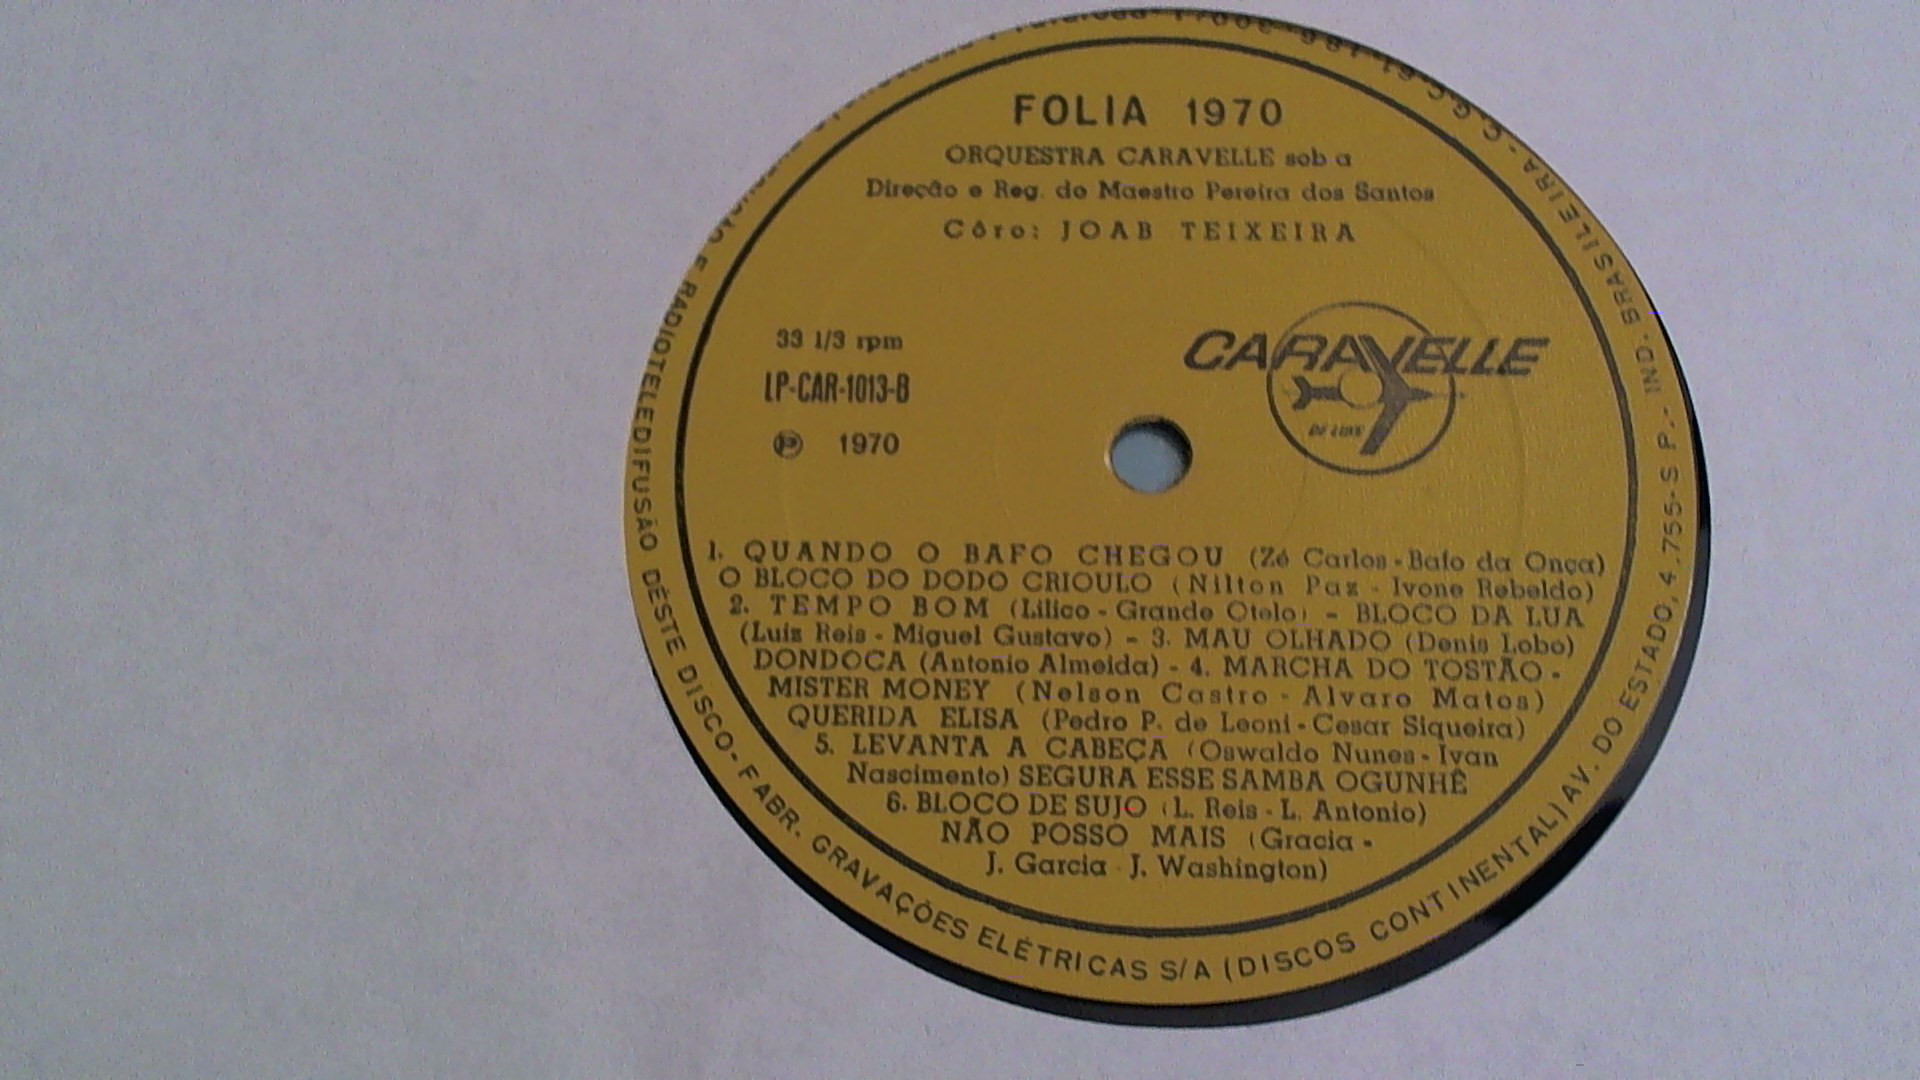 FOLIA 1970
ORQUESTRA CARAVELLE sob a
Direção e Reg. do Maestro Pereira dos Santos
Côro: JOAB TEIXEIRA
33 1/3 rpm
LP-CAR-1013-B
℗ 1970
CARAVELLE
DE LUXE
1. QUANDO O BAFO CHEGOU (Zé Carlos - Bafo da Onça)
O BLOCO DO DODO CRIOULO (Nilton Paz - Ivone Rebeldo)
2. TEMPO BOM (Lilico - Grande Otelo) - BLOCO DA LUA
(Luiz Reis - Miguel Gustavo) - 3. MAU OLHADO (Denis Lobo)
DONDOCA (Antonio Almeida) - 4. MARCHA DO TOSTÃO -
MISTER MONEY (Nelson Castro - Alvaro Matos)
QUERIDA ELISA (Pedro P. de Leoni - Cesar Siqueira)
5. LEVANTA A CABEÇA (Oswaldo Nunes - Ivan
Nascimento) SEGURA ESSE SAMBA OGUNHÊ
6. BLOCO DE SUJO (L. Reis - L. Antonio)
NÃO POSSO MAIS (Gracia -
J. Garcia - J. Washington)
E RADIOTELEDIFUSÃO DÊSTE DISCO - FABR. GRAVAÇÕES ELÉTRICAS S/A (DISCOS CONTINENTAL) AV. DO ESTADO, 4.755 - S P. - IND. BRASILEIRA - C.G.C.